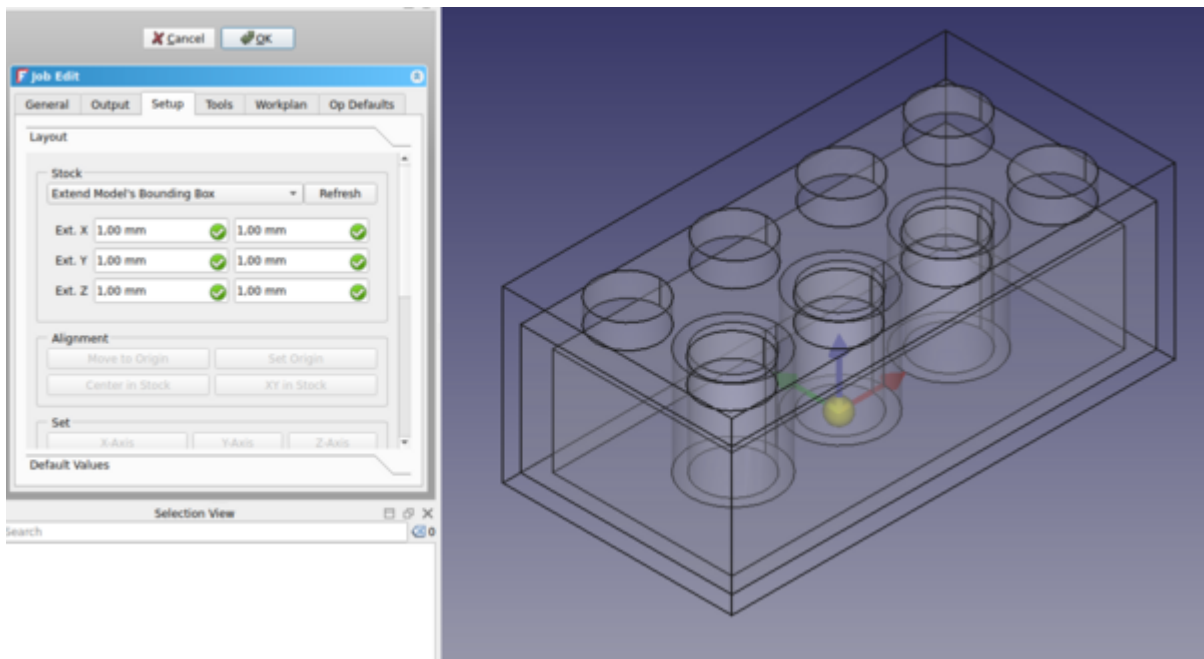 Cancel OK
Job Edit
General Output Setup Tools Workplan Op Defaults
Layout
Stock
Extend Model's Bounding Box Refresh
Ext. X 1,00 mm 1,00 mm
Ext. Y 1,00 mm 1,00 mm
Ext. Z 1,00 mm 1,00 mm
Alignment
Move to Origin Set Origin
Center in Stock XY in Stock
Set
X-Axis Y-Axis Z-Axis
Default Values
Selection View
Search
0